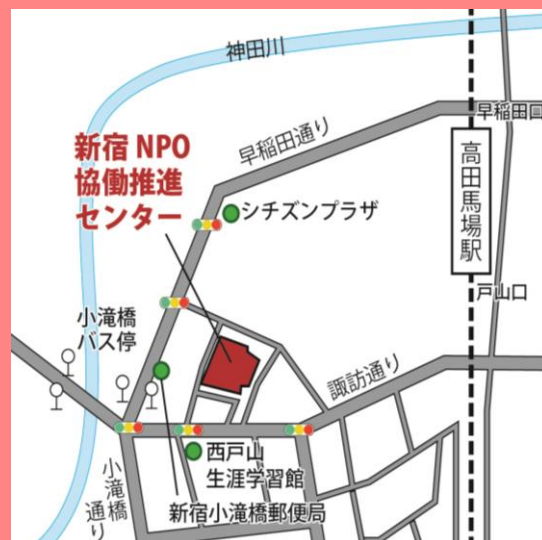 神田川
早稲田通り
早稲田口
新宿 NPO
協働推進
センター
高田馬場駅
シチズンプラザ
戸山口
小滝橋
バス停
諏訪通り
西戸山
生涯学習館
小滝橋
通り
新宿小滝橋郵便局